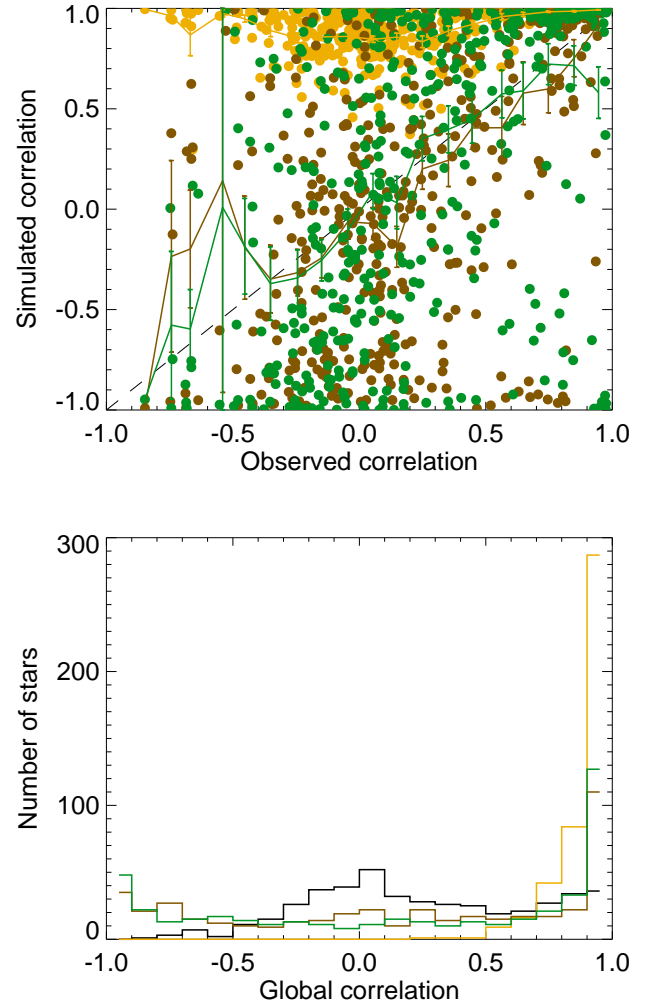 1.0
0.5
0.0
-0.5
-1.0
Simulated correlation
-1.0 -0.5 0.0 0.5 1.0
Observed correlation
300
200
100
0
Number of stars
-1.0 -0.5 0.0 0.5 1.0
Global correlation